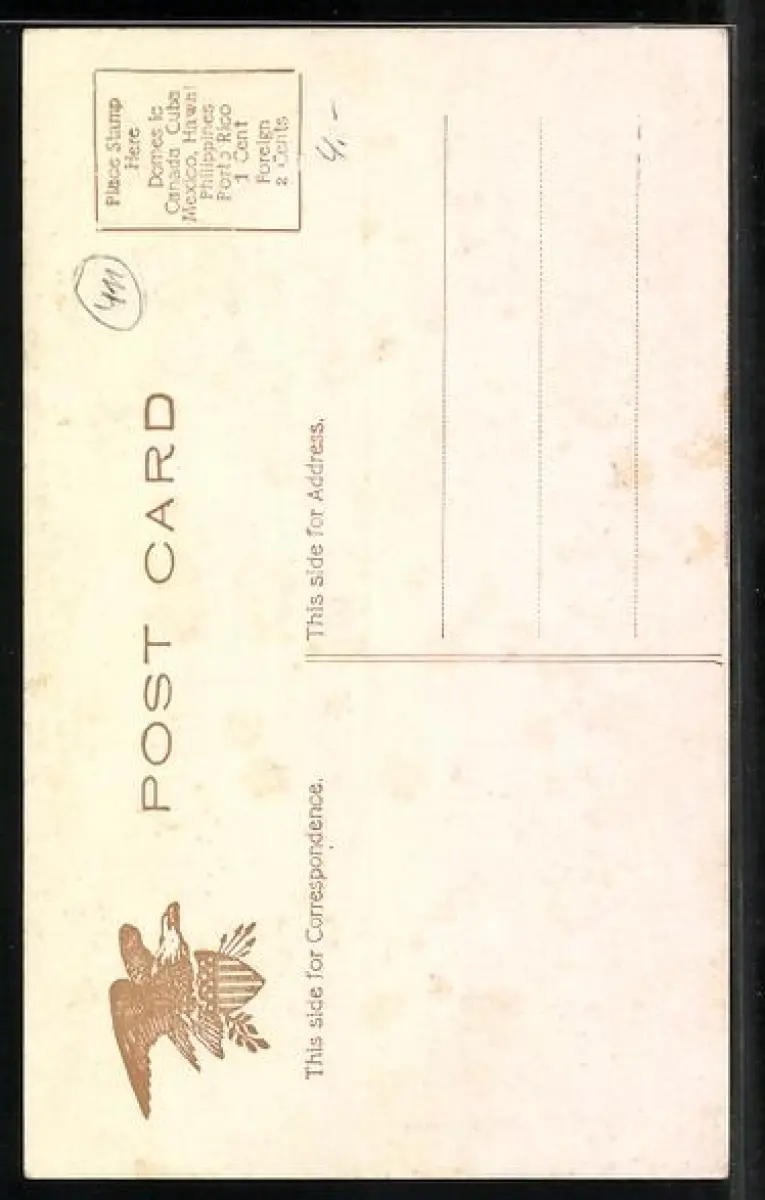 Place Stamp
Here
Domestic
Canada Cuba
Mexico, Hawaii
Philippines
Porto Rico
1 Cent
Foreign
2 Cents
4,-
POST CARD
This side for Correspondence.
This side for Address.